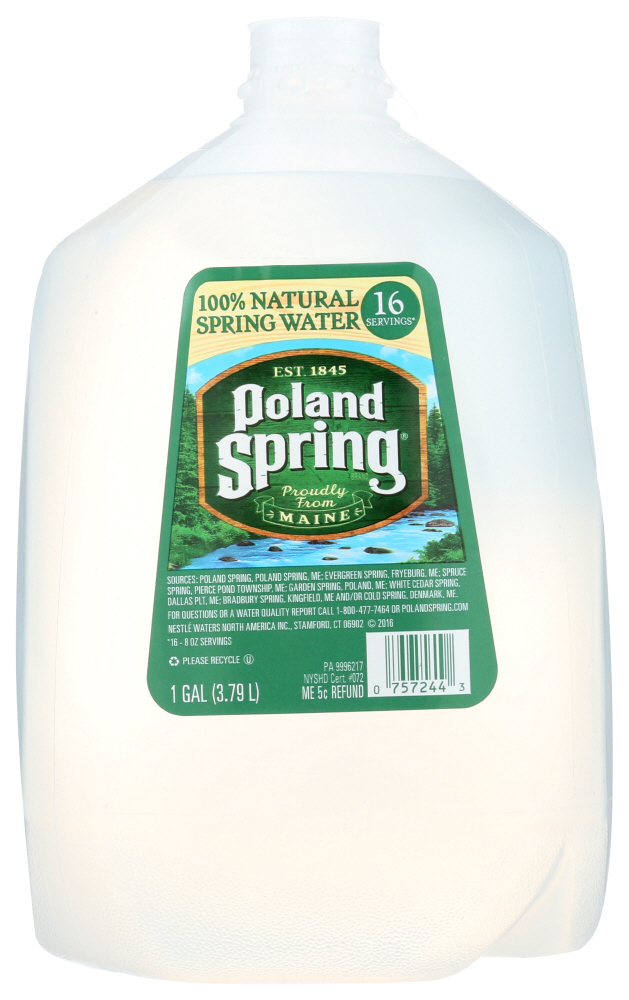 100% NATURAL
SPRING WATER
16
SERVINGS*
EST. 1845
Poland
Spring®
Proudly
From
MAINE
SOURCES: POLAND SPRING, POLAND SPRING, ME; EVERGREEN SPRING, FRYEBURG, ME; SPRUCE
SPRING, PIERCE POND TOWNSHIP, ME; GARDEN SPRING, POLAND, ME; WHITE CEDAR SPRING,
DALLAS PLT, ME; BRADBURY SPRING, KINGFIELD, ME AND/OR COLD SPRING, DENMARK, ME.
FOR QUESTIONS OR A WATER QUALITY REPORT CALL 1-800-477-7464 OR POLANDSPRING.COM
NESTLÉ WATERS NORTH AMERICA INC., STAMFORD, CT 06902 © 2016
*16 - 8 OZ SERVINGS
PLEASE RECYCLE U
1 GAL (3.79 L)
PA 9996217
NYSHD Cert. #072
ME 5¢ REFUND
0 757244 3